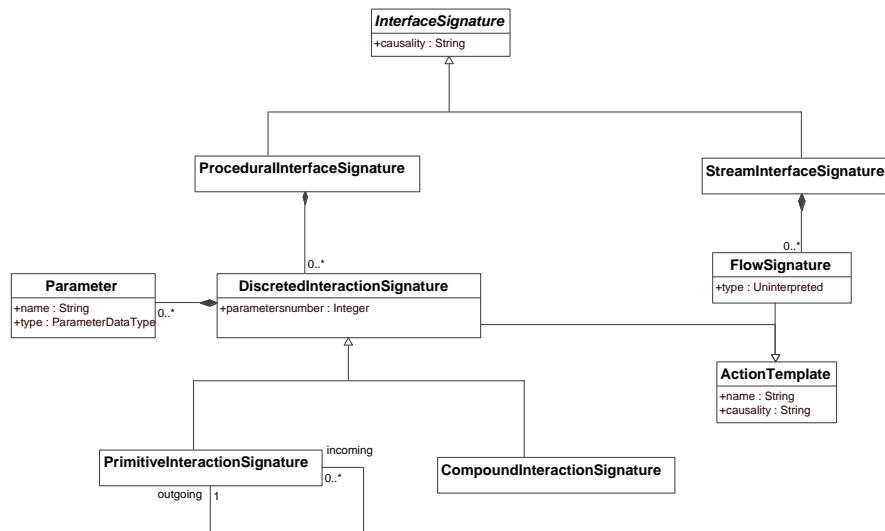 InterfaceSignature
+causality : String
ProceduralInterfaceSignature
StreamInterfaceSignature
0..*
0..*
Parameter
+name : String
+type : ParameterDataType
0..*
DiscretedInteractionSignature
+parametersnumber : Integer
FlowSignature
+type : Uninterpreted
ActionTemplate
+name : String
+causality : String
PrimitiveInteractionSignature
incoming
0..*
outgoing
1
CompoundInteractionSignature